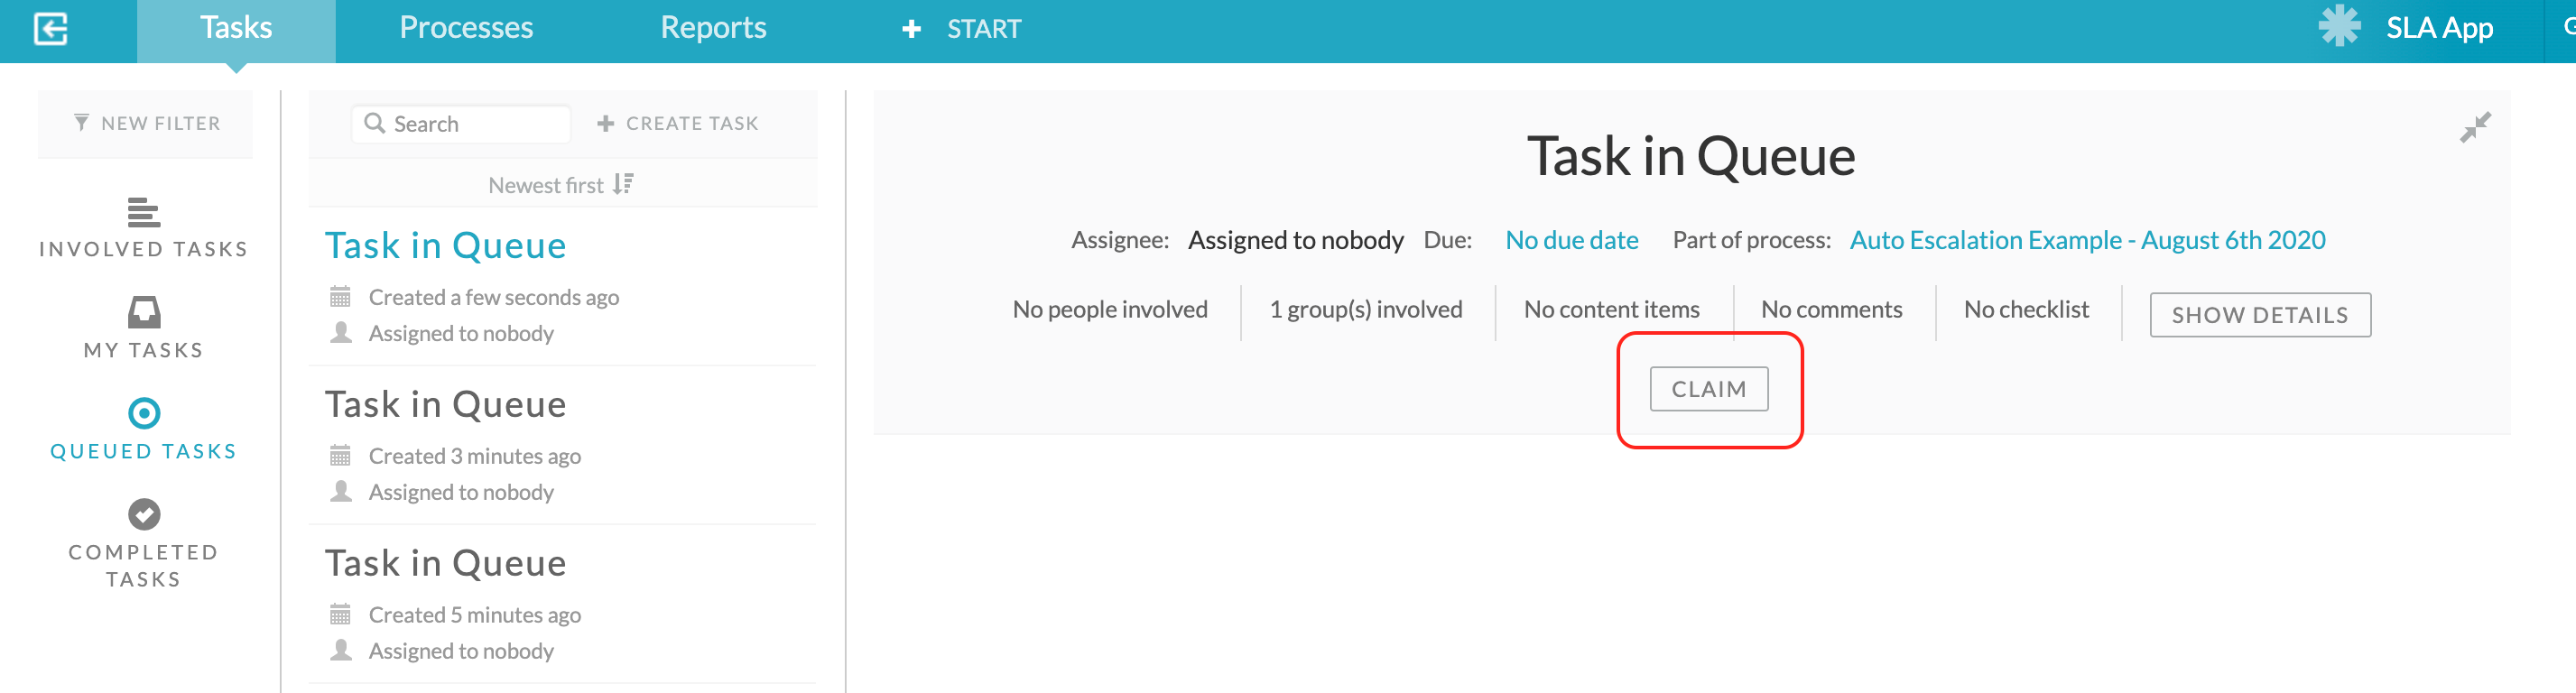 Tasks Processes Reports + START SLA App
NEW FILTER
INVOLVED TASKS
MY TASKS
QUEUED TASKS
COMPLETED
TASKS
Search + CREATE TASK
Newest first
Task in Queue
Created a few seconds ago
Assigned to nobody
Task in Queue
Created 3 minutes ago
Assigned to nobody
Task in Queue
Created 5 minutes ago
Assigned to nobody
Task in Queue
Assignee: Assigned to nobody Due: No due date Part of process: Auto Escalation Example - August 6th 2020
No people involved 1 group(s) involved No content items No comments No checklist SHOW DETAILS
CLAIM